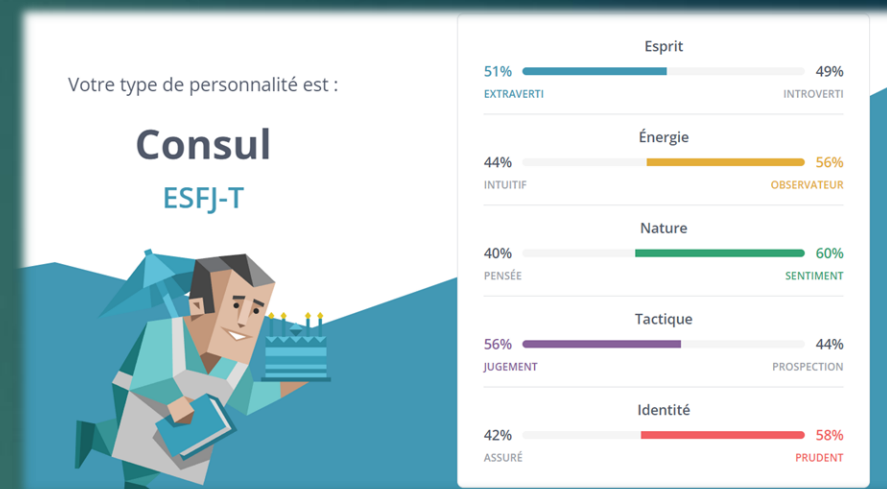 Votre type de personnalité est :
Consul
ESFJ-T
Esprit
51% 49%
EXTRAVERTI INTROVERTI
Énergie
44% 56%
INTUITIF OBSERVATEUR
Nature
40% 60%
PENSÉE SENTIMENT
Tactique
56% 44%
JUGEMENT PROSPECTION
Identité
42% 58%
ASSURÉ PRUDENT